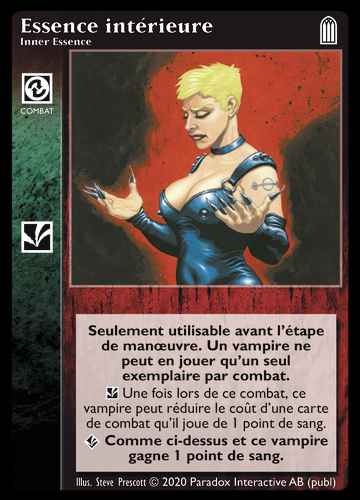 Essence intérieure
Inner Essence
COMBAT
Seulement utilisable avant l'étape
de manœuvre. Un vampire ne
peut en jouer qu'un seul
exemplaire par combat.
Une fois lors de ce combat, ce
vampire peut réduire le coût d'une carte
de combat qu'il joue de 1 point de sang.
Comme ci-dessus et ce vampire
gagne 1 point de sang.
Illus. Steve Prescott © 2020 Paradox Interactive AB (publ)